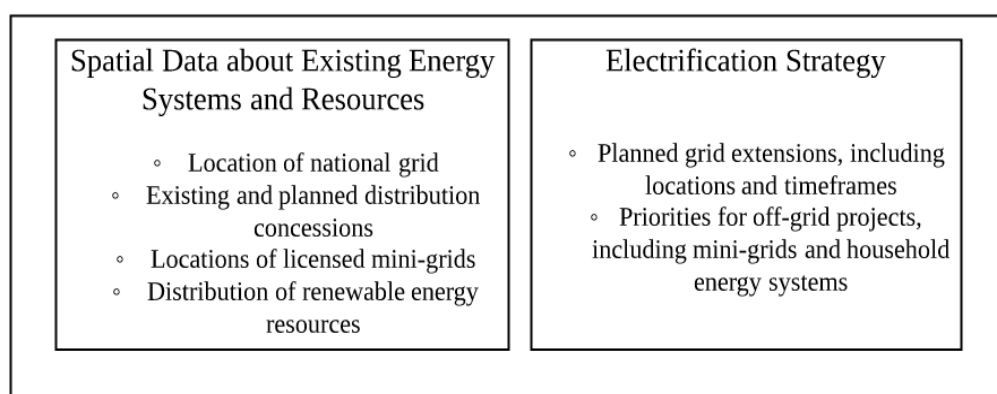 Spatial Data about Existing Energy
Systems and Resources
◦ Location of national grid
◦ Existing and planned distribution
concessions
◦ Locations of licensed mini-grids
◦ Distribution of renewable energy
resources
Electrification Strategy
◦ Planned grid extensions, including
locations and timeframes
◦ Priorities for off-grid projects,
including mini-grids and household
energy systems